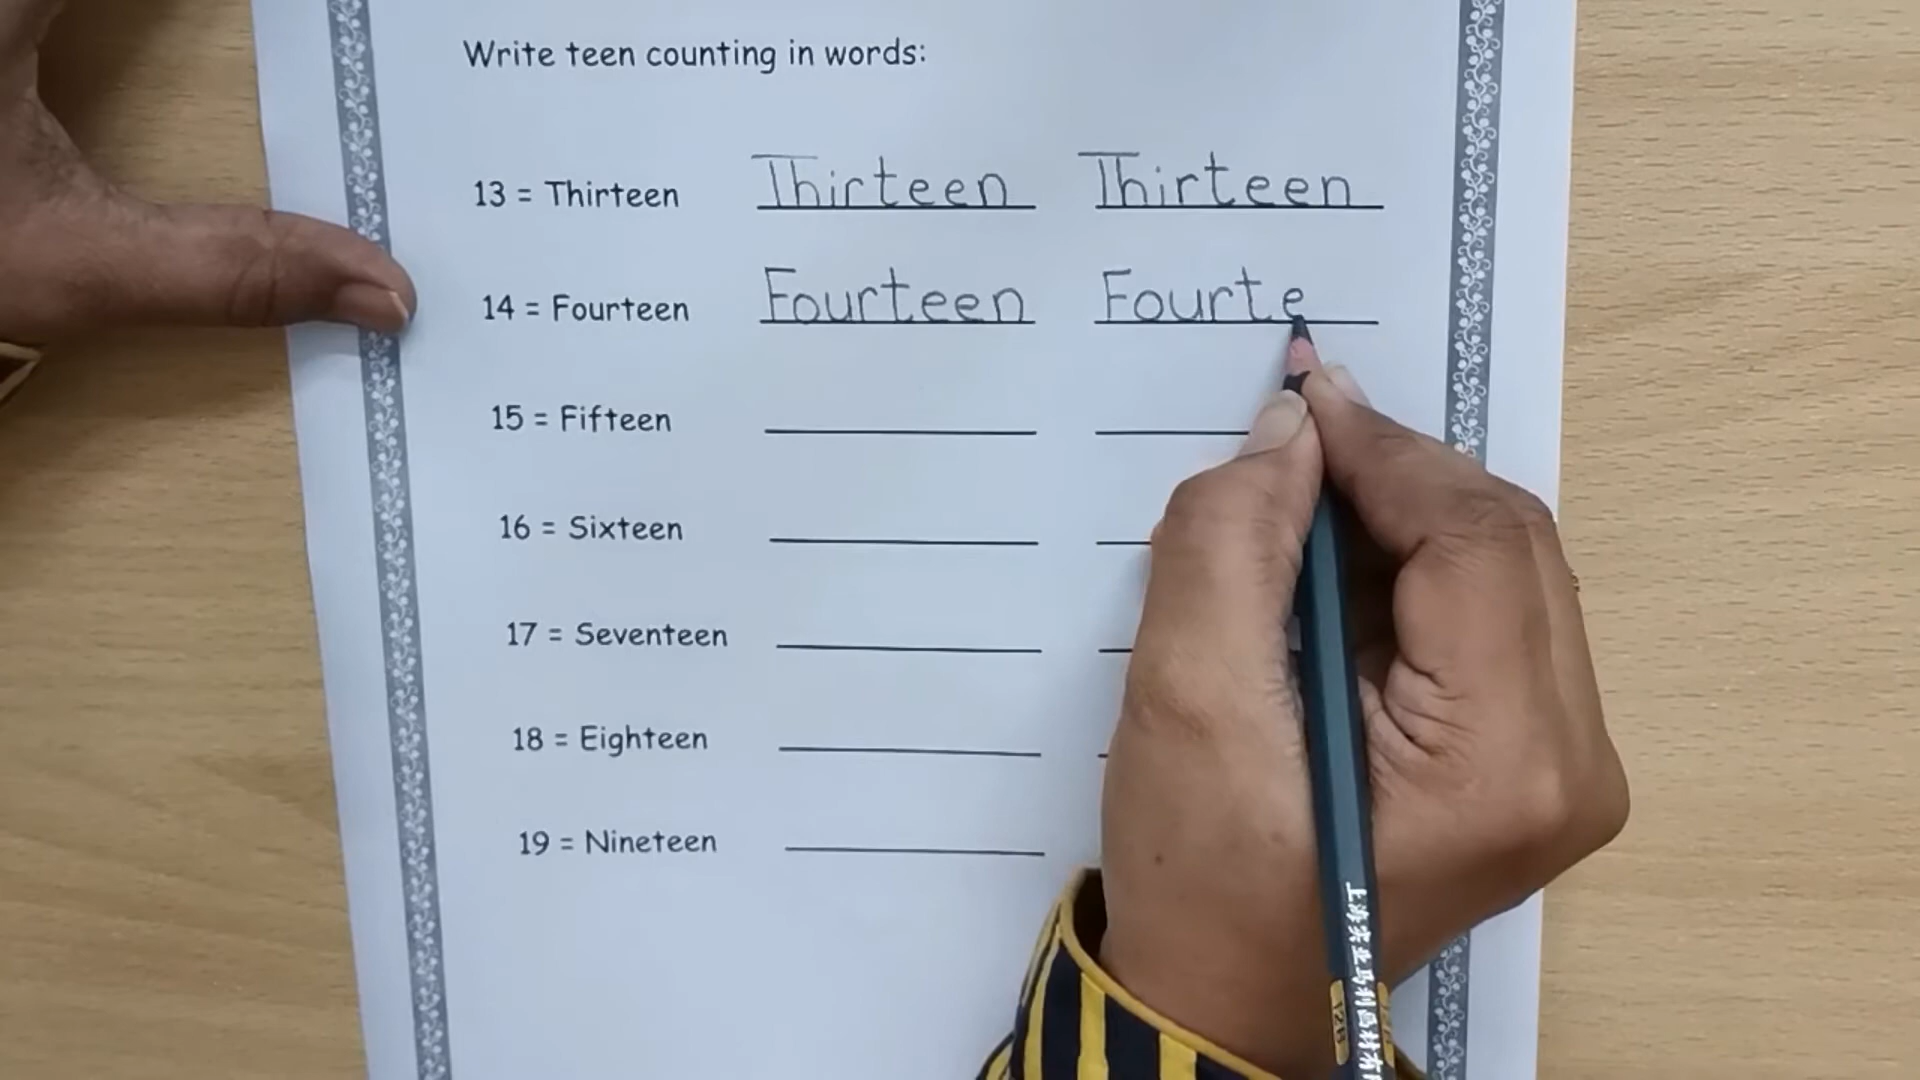 Write teen counting in words:
13 = Thirteen Thirteen Thirteen
14 = Fourteen Fourteen Fourte
15 = Fifteen
16 = Sixteen
17 = Seventeen
18 = Eighteen
19 = Nineteen